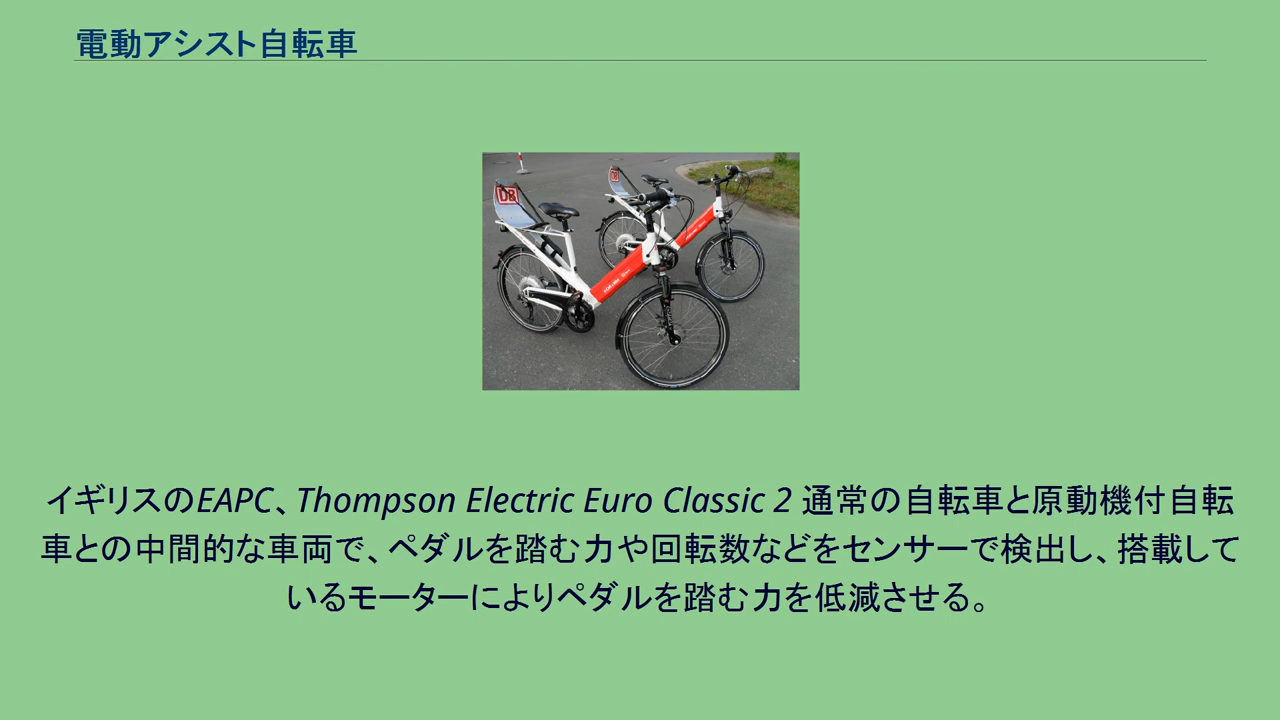 電動アシスト自転車
DB
DB
イギリスのEAPC、Thompson Electric Euro Classic 2 通常の自転車と原動機付自転
車との中間的な車両で、ペダルを踏む力や回転数などをセンサーで検出し、搭載して
いるモーターによりペダルを踏む力を低減させる。